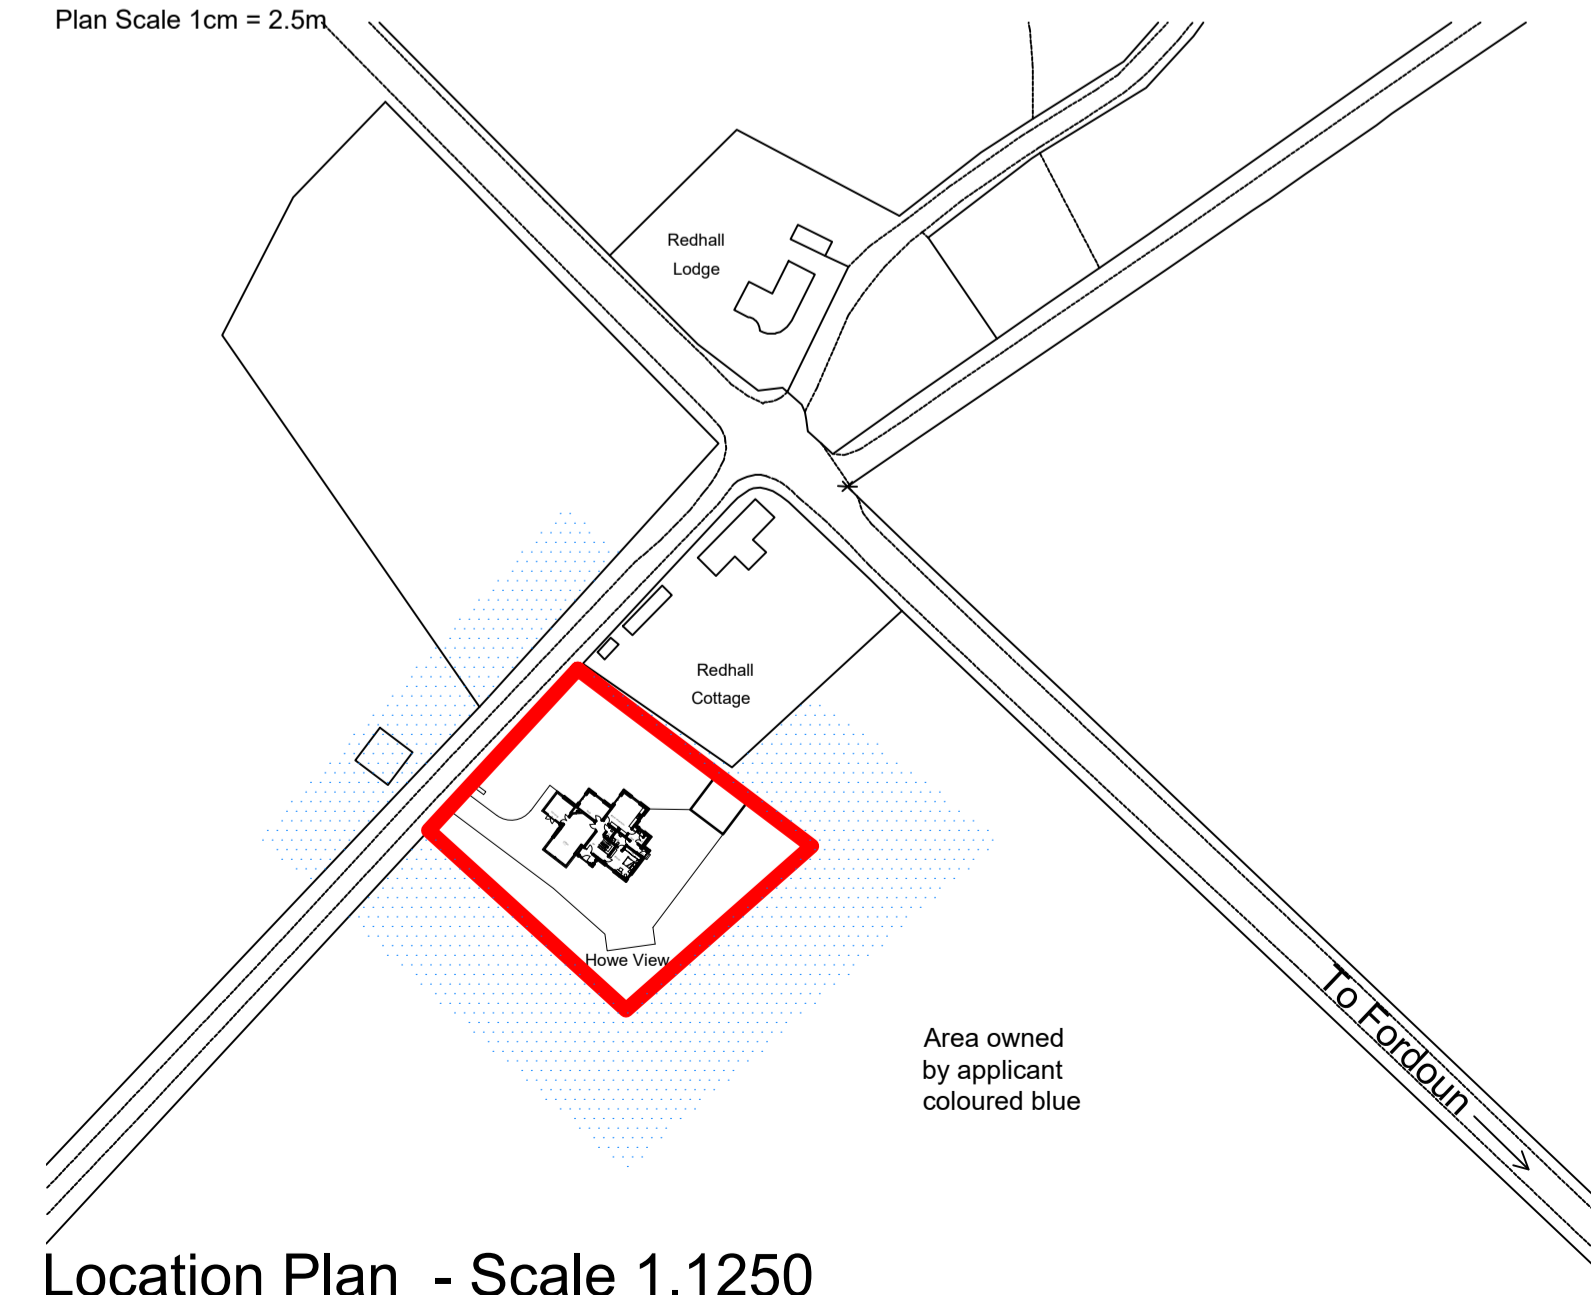 Plan Scale 1cm = 2.5m
Redhall
Lodge
Redhall
Cottage
Howe View
Area owned
by applicant
coloured blue
To Fordoun
Location Plan - Scale 1.1250